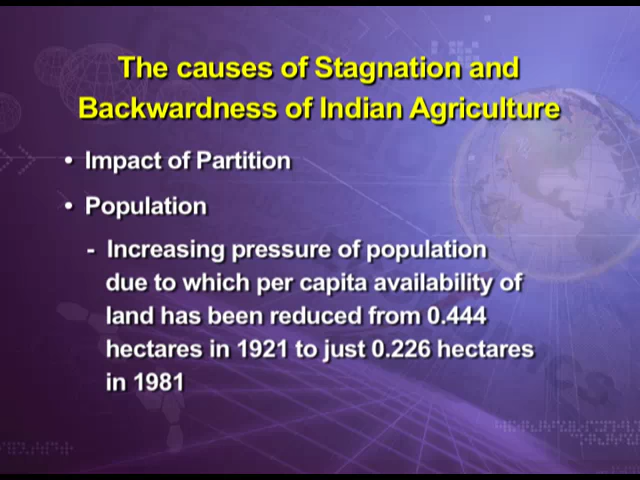 The causes of Stagnation and
Backwardness of Indian Agriculture
• Impact of Partition
• Population
- Increasing pressure of population
due to which per capita availability of
land has been reduced from 0.444
hectares in 1921 to just 0.226 hectares
in 1981